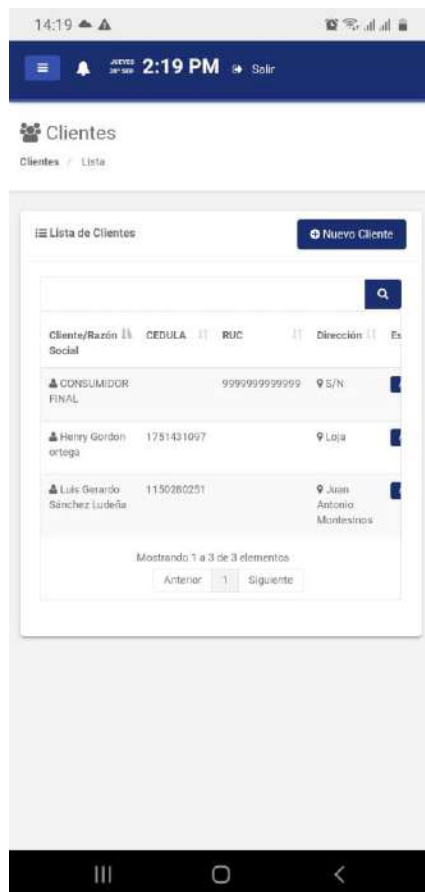 14:19
JUEVES
2:19 PM Salir
Clientes
Clientes / Lista
Lista de Clientes
Nuevo Cliente
Cliente/Razón Social CEDULA RUC Dirección Es
CONSUMIDOR FINAL 9999999999999 S/N
Henry Gordon ortega 1751431097 Loja
Luis Gerardo Sánchez Ludeña 1150280251 Juan Antonio Montesinos
Mostrando 1 a 3 de 3 elementos
Anterior 1 Siguiente